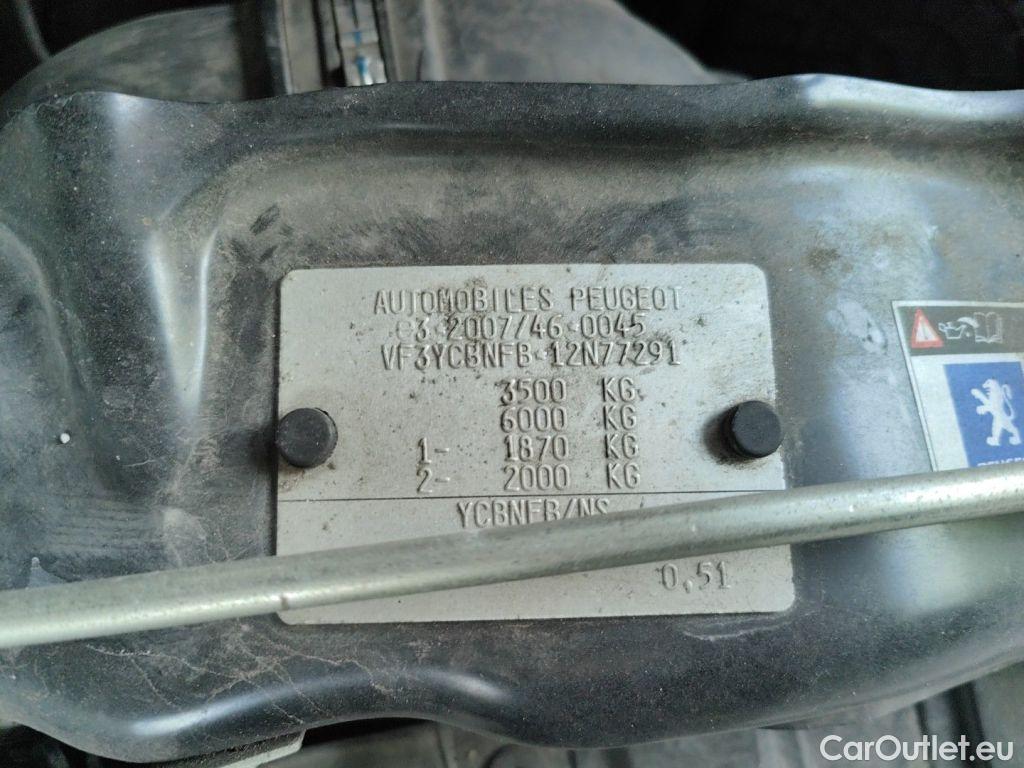 AUTOMOBILES PEUGEOT
e3*2007/46*0045
VF3YCBNFB-12N77291
3500 KG
6000 KG
1- 1870 KG
2- 2000 KG
YCBNFB/NS
0,51
CarOutlet.eu